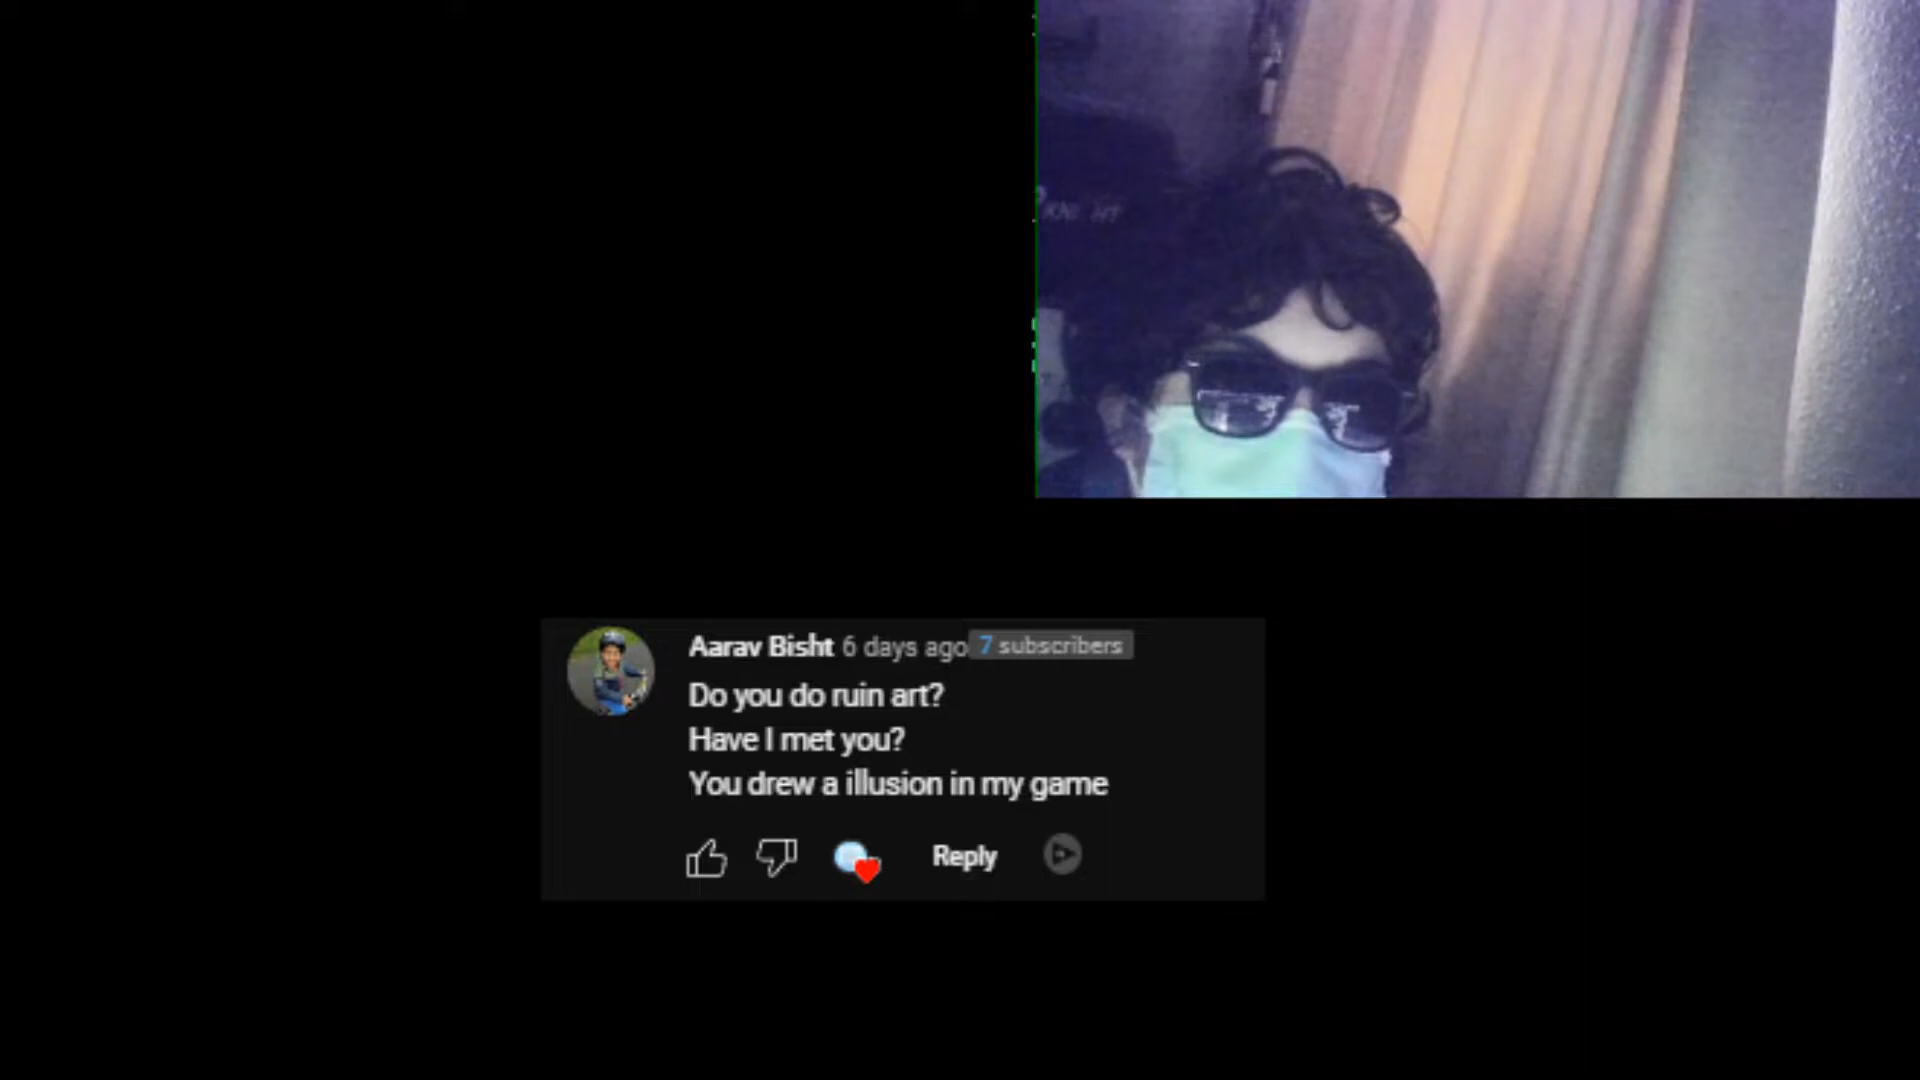 Aarav Bisht 6 days ago 7 subscribers
Do you do ruin art?
Have I met you?
You drew a illusion in my game
Reply